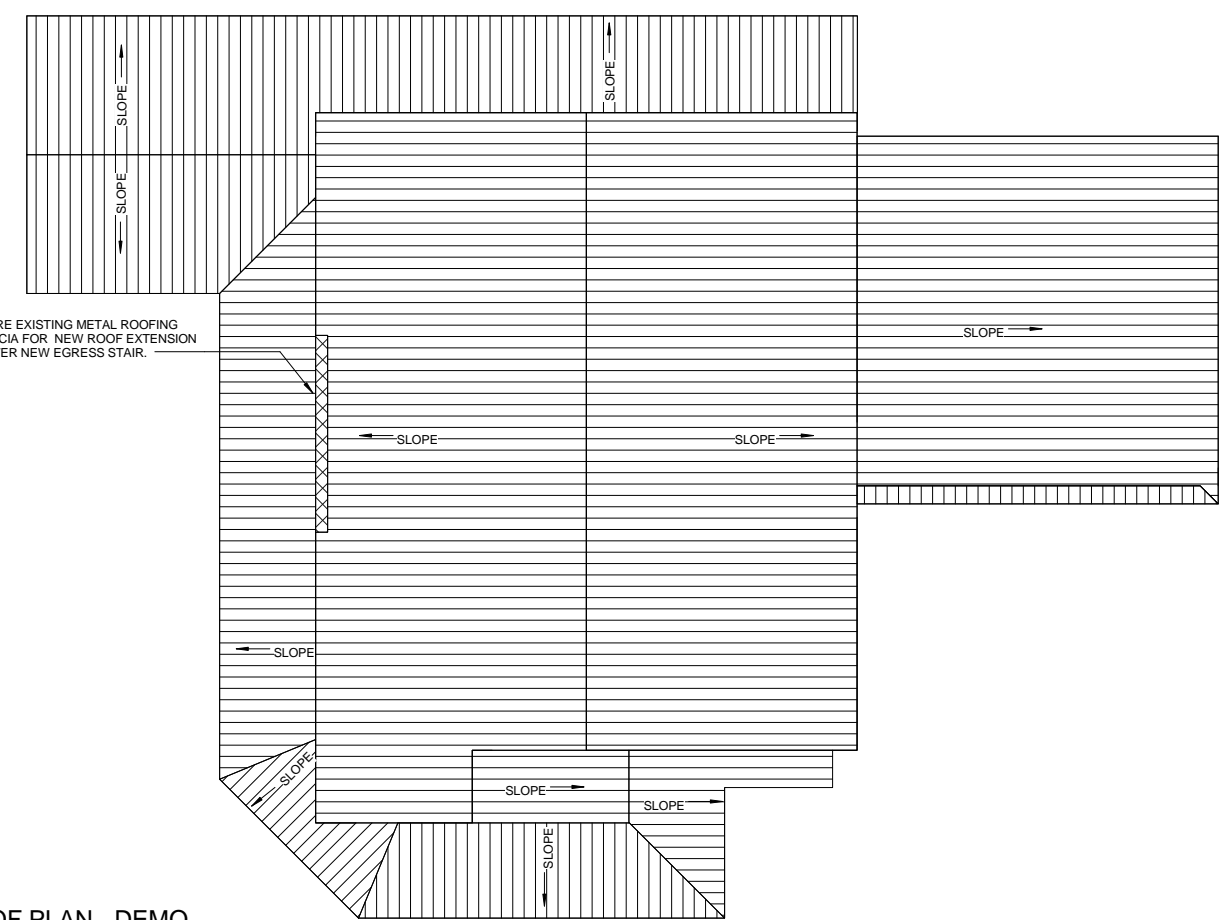 SLOPE
SLOPE
SLOPE
RE EXISTING METAL ROOFING
CIA FOR NEW ROOF EXTENSION
ER NEW EGRESS STAIR.
SLOPE
SLOPE
SLOPE
SLOPE
SLOPE
SLOPE
SLOPE
SLOPE
OF PLAN - DEMO